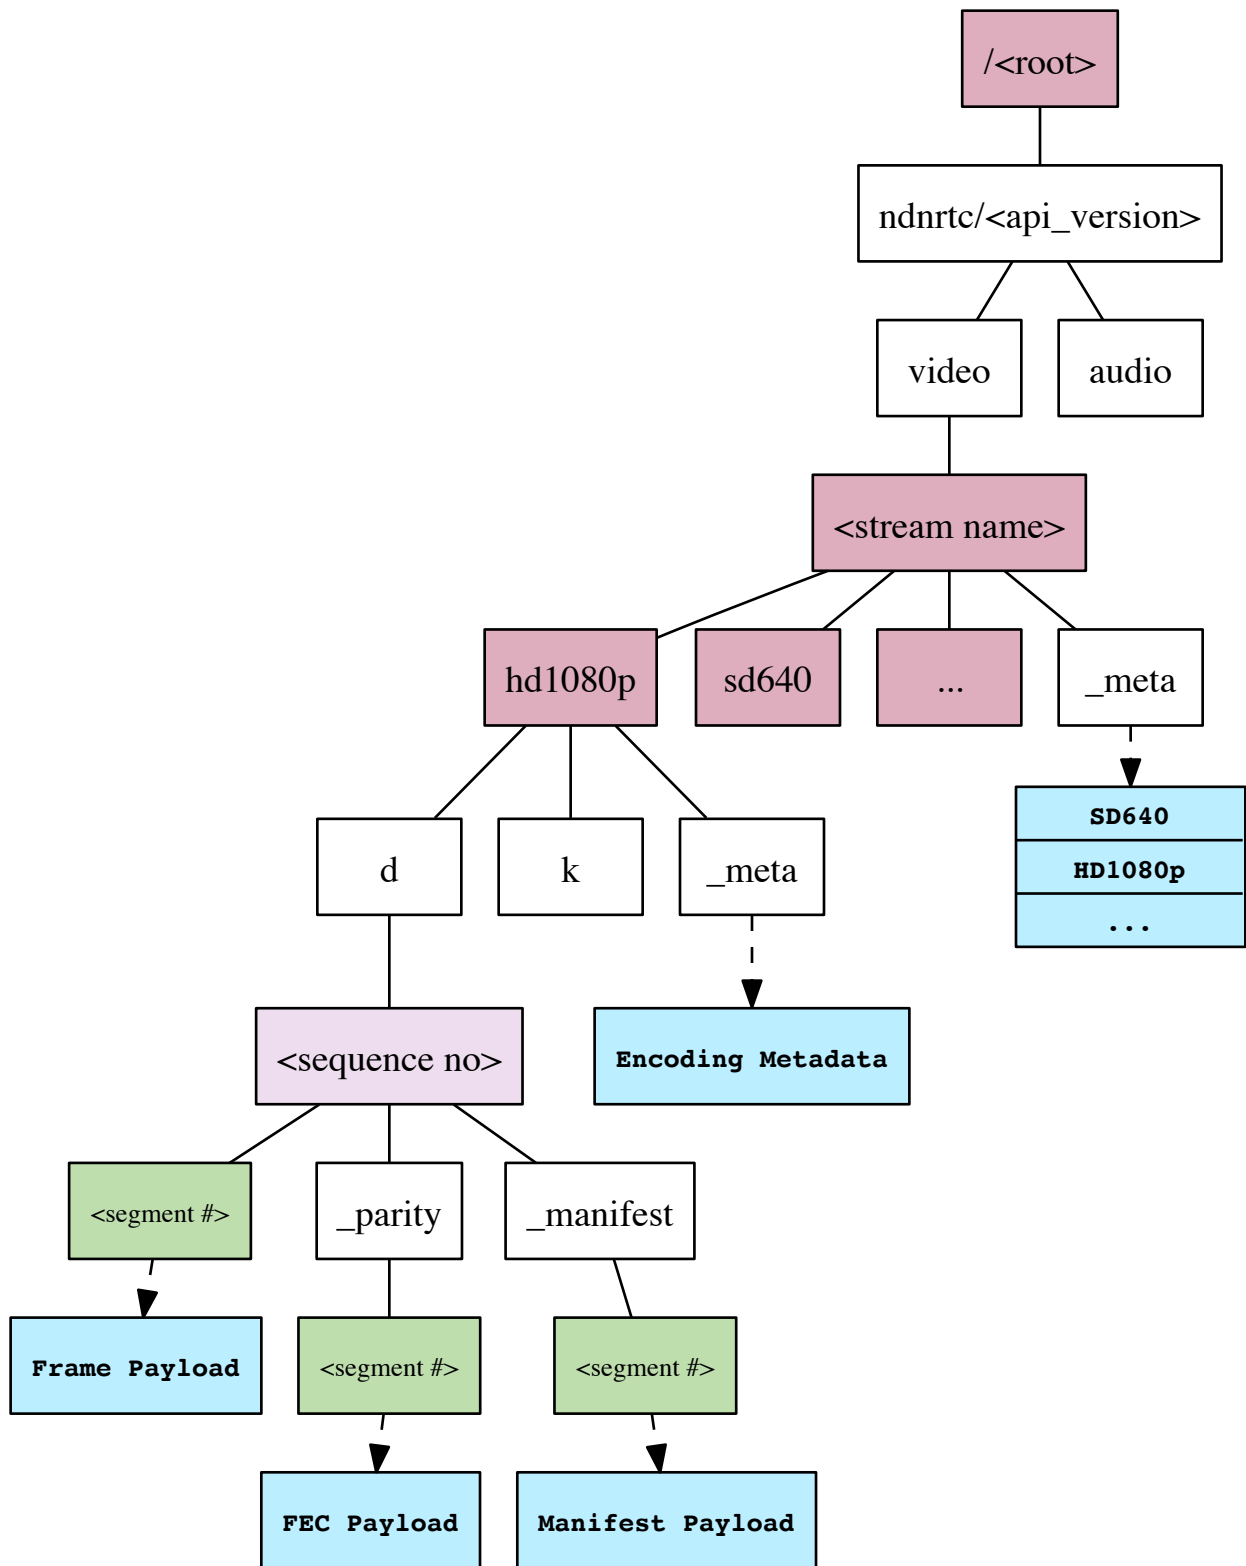 /<root>
ndnrtc/<api_version>
video
audio
<stream name>
hd1080p
sd640
...
_meta
SD640
HD1080p
...
d
k
_meta
<sequence no>
Encoding Metadata
<segment #>
_parity
_manifest
Frame Payload
<segment #>
<segment #>
FEC Payload
Manifest Payload